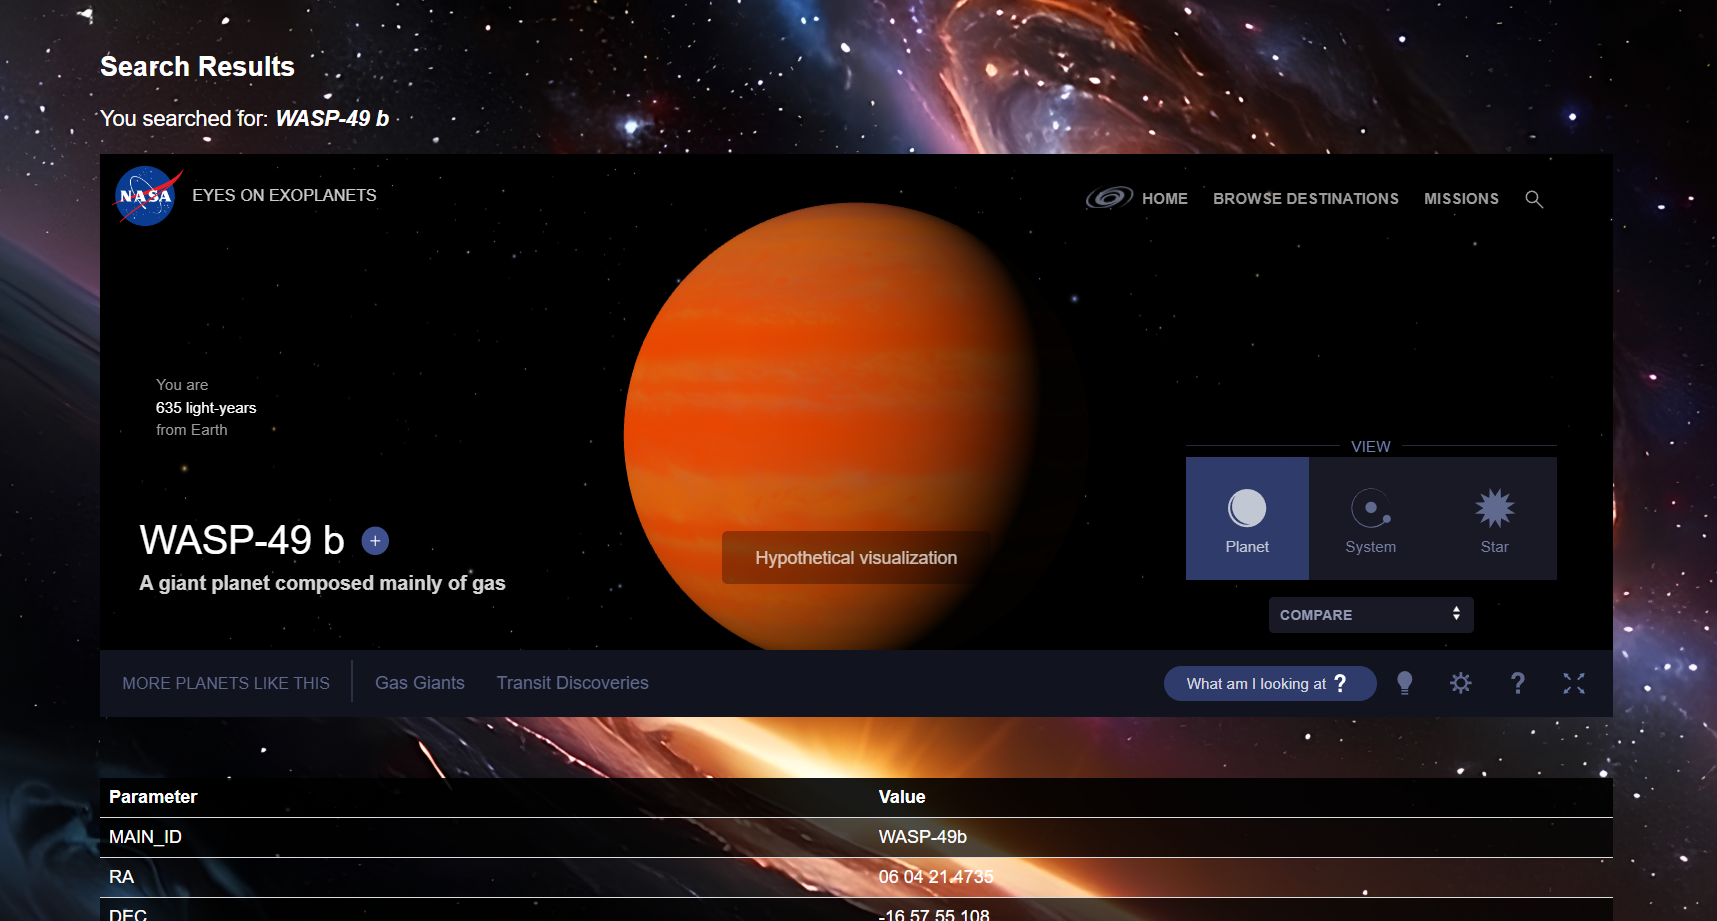 Search Results
You searched for: WASP-49 b
NASA
EYES ON EXOPLANETS
HOME
BROWSE DESTINATIONS
MISSIONS
You are
635 light-years
from Earth
WASP-49 b +
A giant planet composed mainly of gas
Hypothetical visualization
VIEW
Planet
System
Star
COMPARE
MORE PLANETS LIKE THIS
Gas Giants
Transit Discoveries
What am I looking at ?
?
Parameter Value
MAIN_ID WASP-49b
RA 06 04 21.4735
DEC -16 57 55.108